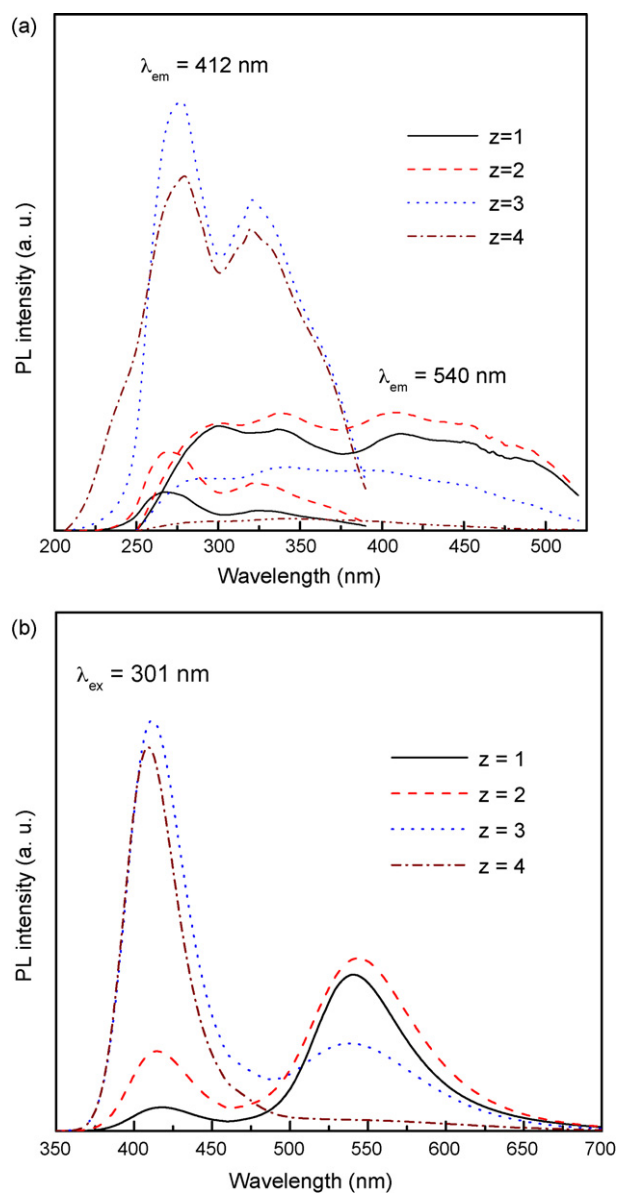 (a)
λem = 412 nm
z=1
z=2
z=3
z=4
λem = 540 nm
PL intensity (a. u.)
200 250 300 350 400 450 500
Wavelength (nm)
(b)
λex = 301 nm
z = 1
z = 2
z = 3
z = 4
PL intensity (a. u.)
350 400 450 500 550 600 650 700
Wavelength (nm)